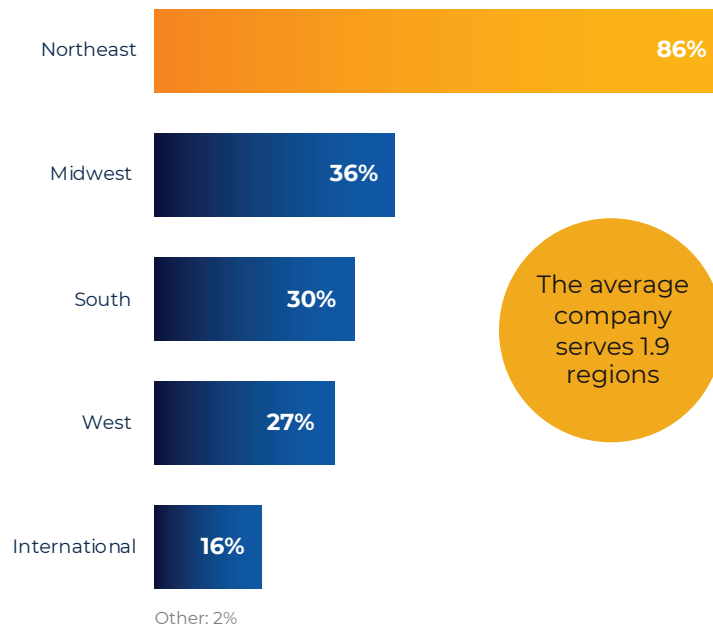 Northeast 86%
Midwest 36%
South 30%
The average
company
serves 1.9
regions
West 27%
International 16%
Other: 2%